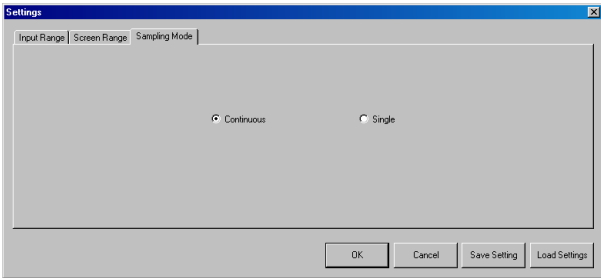 Settings
Input Range Screen Range Sampling Mode
Continuous Single
OK Cancel Save Setting Load Settings